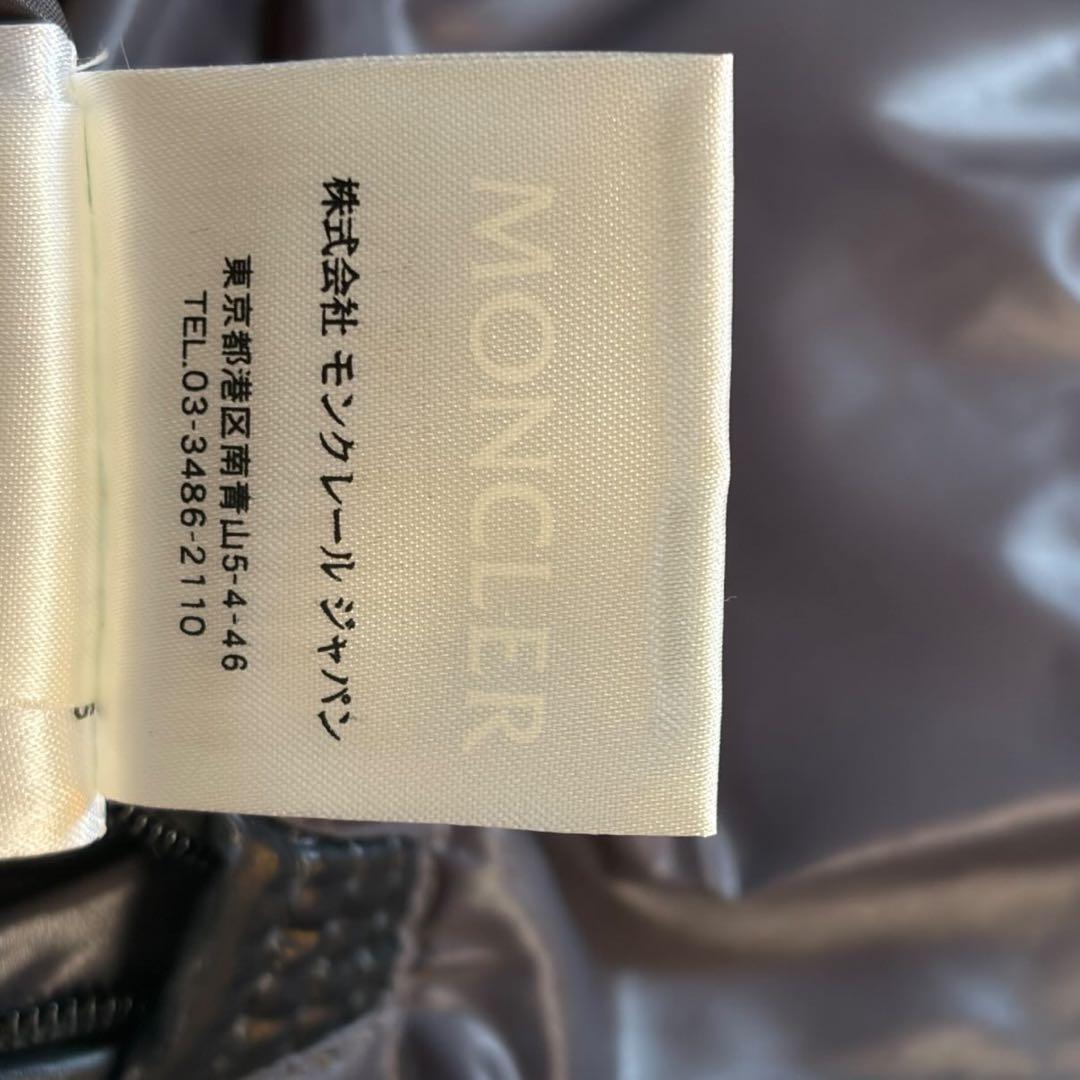 MONCLER
株式会社 モンクレール ジャパン
東京都港区南青山5-4-46
TEL.03-3486-2110
5